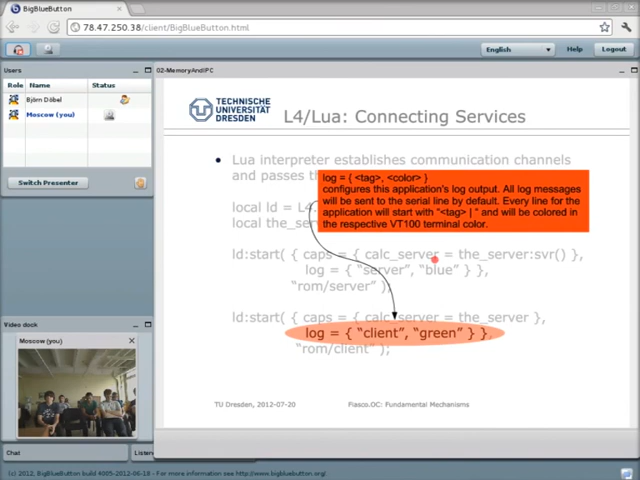 BigBlueButton
78.47.250.38/client/BigBlueButton.html
English
Help
Logout
Users
Role Name Status
Björn Döbel
Moscow (you)
Switch Presenter
Video dock
Moscow (you)
Chat
Listen
02-MemoryAndIPC
TECHNISCHE
UNIVERSITÄT
DRESDEN
L4/Lua: Connecting Services
Lua interpreter establishes communication channels
and passes th
log = { <tag>, <color> }
configures this application's log output. All log messages
will be sent to the serial line by default. Every line for the
application will start with "<tag> | " and will be colored in
the respective VT100 terminal color.
local ld = L4.
local the_ser
ld:start( { caps = { calc_server = the_server:svr() },
log = { “server”, “blue” } },
“rom/server” );
ld:start( { caps = { calc_server = the_server },
log = { “client”, “green” } },
“rom/client” );
TU Dresden, 2012-07-20
Fiasco.OC: Fundamental Mechanisms
(c) 2012, BigBlueButton build 4005-2012-06-18 - For more information see http://www.bigbluebutton.org/.